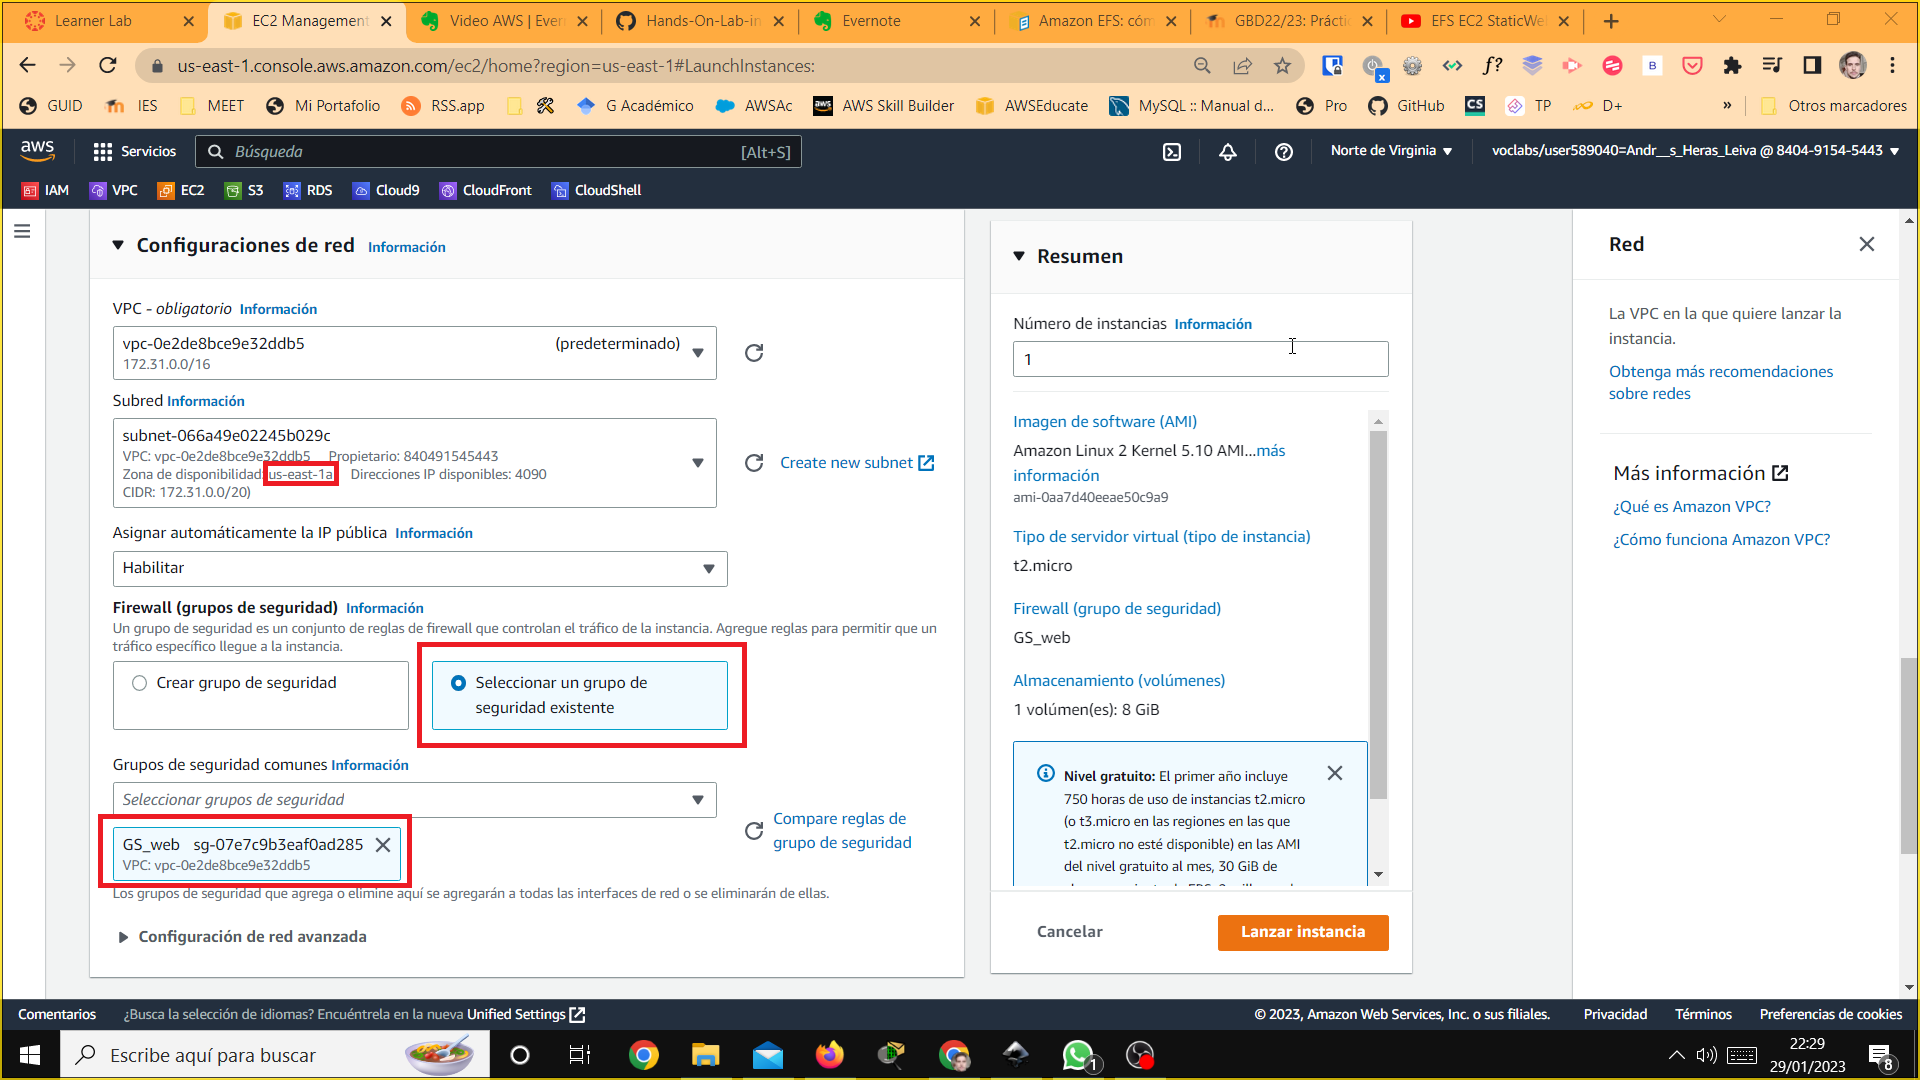 Learner Lab
EC2 Management
Video AWS | Ever
Hands-On-Lab-in
Evernote
Amazon EFS: cóm
GBD22/23: Prácti
EFS EC2 StaticWe
us-east-1.console.aws.amazon.com/ec2/home?region=us-east-1#LaunchInstances:
GUID
IES
MEET
Mi Portafolio
RSS.app
G Académico
AWSAc
AWS Skill Builder
AWSEducate
MySQL :: Manual d...
Pro
GitHub
TP
D+
»
Otros marcadores
aws
Servicios
Búsqueda
[Alt+S]
Norte de Virginia
voclabs/user589040=Andr__s_Heras_Leiva @ 8404-9154-5443
IAM
VPC
EC2
S3
RDS
Cloud9
CloudFront
CloudShell
Configuraciones de red Información
VPC - obligatorio Información
vpc-0e2de8bce9e32ddb5 (predeterminado)
172.31.0.0/16
Subred Información
subnet-066a49e02245b029c
VPC: vpc-0e2de8bce9e32ddb5 Propietario: 840491545443
Zona de disponibilidad: us-east-1a Direcciones IP disponibles: 4090
CIDR: 172.31.0.0/20)
Create new subnet
Asignar automáticamente la IP pública Información
Habilitar
Firewall (grupos de seguridad) Información
Un grupo de seguridad es un conjunto de reglas de firewall que controlan el tráfico de la instancia. Agregue reglas para permitir que un
tráfico específico llegue a la instancia.
Crear grupo de seguridad
Seleccionar un grupo de
seguridad existente
Grupos de seguridad comunes Información
Seleccionar grupos de seguridad
GS_web sg-07e7c9b3eaf0ad285
VPC: vpc-0e2de8bce9e32ddb5
Compare reglas de
grupo de seguridad
Los grupos de seguridad que agrega o elimine aquí se agregarán a todas las interfaces de red o se eliminarán de ellas.
Configuración de red avanzada
Resumen
Número de instancias Información
1
Imagen de software (AMI)
Amazon Linux 2 Kernel 5.10 AMI...más
información
ami-0aa7d40eeae50c9a9
Tipo de servidor virtual (tipo de instancia)
t2.micro
Firewall (grupo de seguridad)
GS_web
Almacenamiento (volúmenes)
1 volúmen(es): 8 GiB
Nivel gratuito: El primer año incluye
750 horas de uso de instancias t2.micro
(o t3.micro en las regiones en las que
t2.micro no esté disponible) en las AMI
del nivel gratuito al mes, 30 GiB de
Cancelar
Lanzar instancia
Red
La VPC en la que quiere lanzar la
instancia.
Obtenga más recomendaciones
sobre redes
Más información
¿Qué es Amazon VPC?
¿Cómo funciona Amazon VPC?
Comentarios
¿Busca la selección de idiomas? Encuéntrela en la nueva Unified Settings
© 2023, Amazon Web Services, Inc. o sus filiales.
Privacidad
Términos
Preferencias de cookies
Escribe aquí para buscar
1
22:29
29/01/2023
8